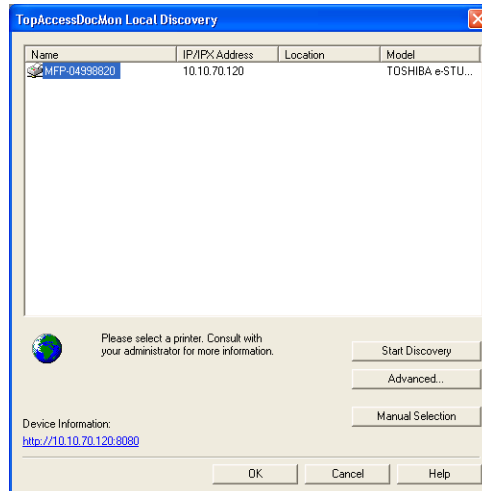 TopAccessDocMon Local Discovery
Name IP/IPX Address Location Model
MFP-04998820 10.10.70.120 TOSHIBA e-STU...
Please select a printer. Consult with
your administrator for more information.
Start Discovery
Advanced...
Manual Selection
Device Information:
http://10.10.70.120:8080
OK Cancel Help